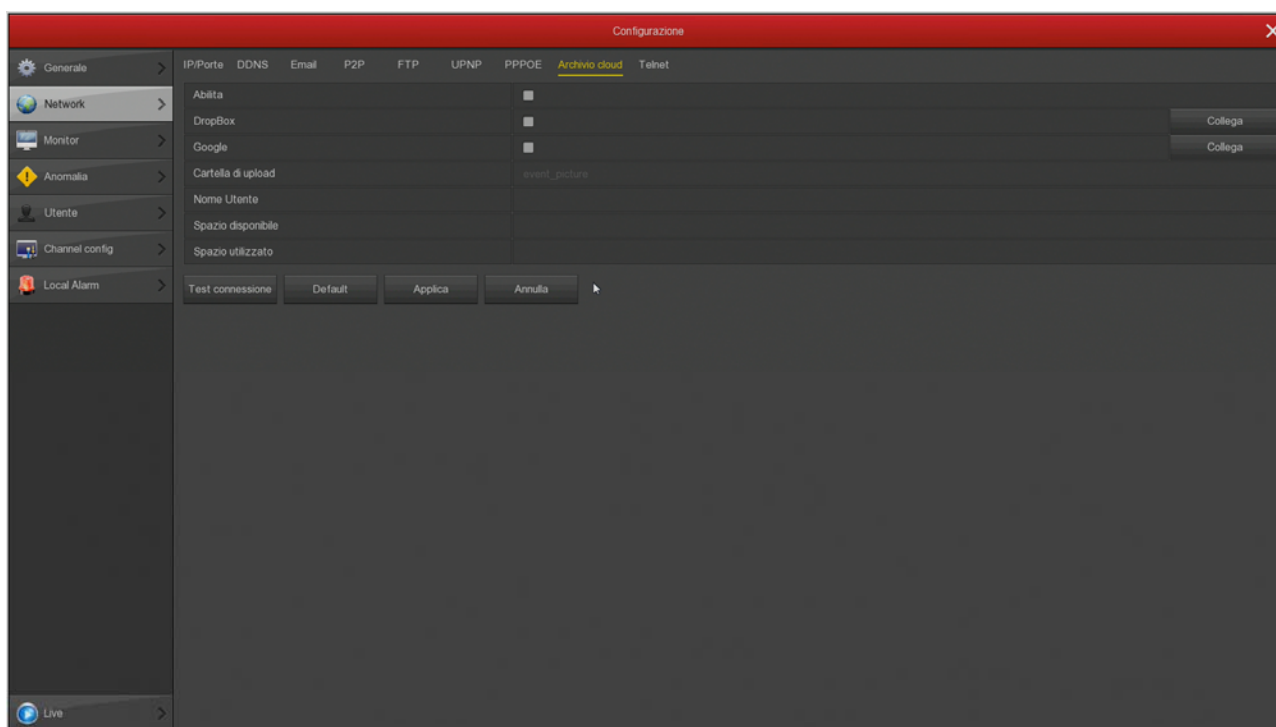 Configurazione
Generale
Network
Monitor
Anomalia
Utente
Channel config
Local Alarm
Live
IP/Porte DDNS Email P2P FTP UPNP PPPOE Archivio cloud Telnet
Abilita
DropBox Collega
Google Collega
Cartella di upload event_picture
Nome Utente
Spazio disponibile
Spazio utilizzato
Test connessione Default Applica Annulla